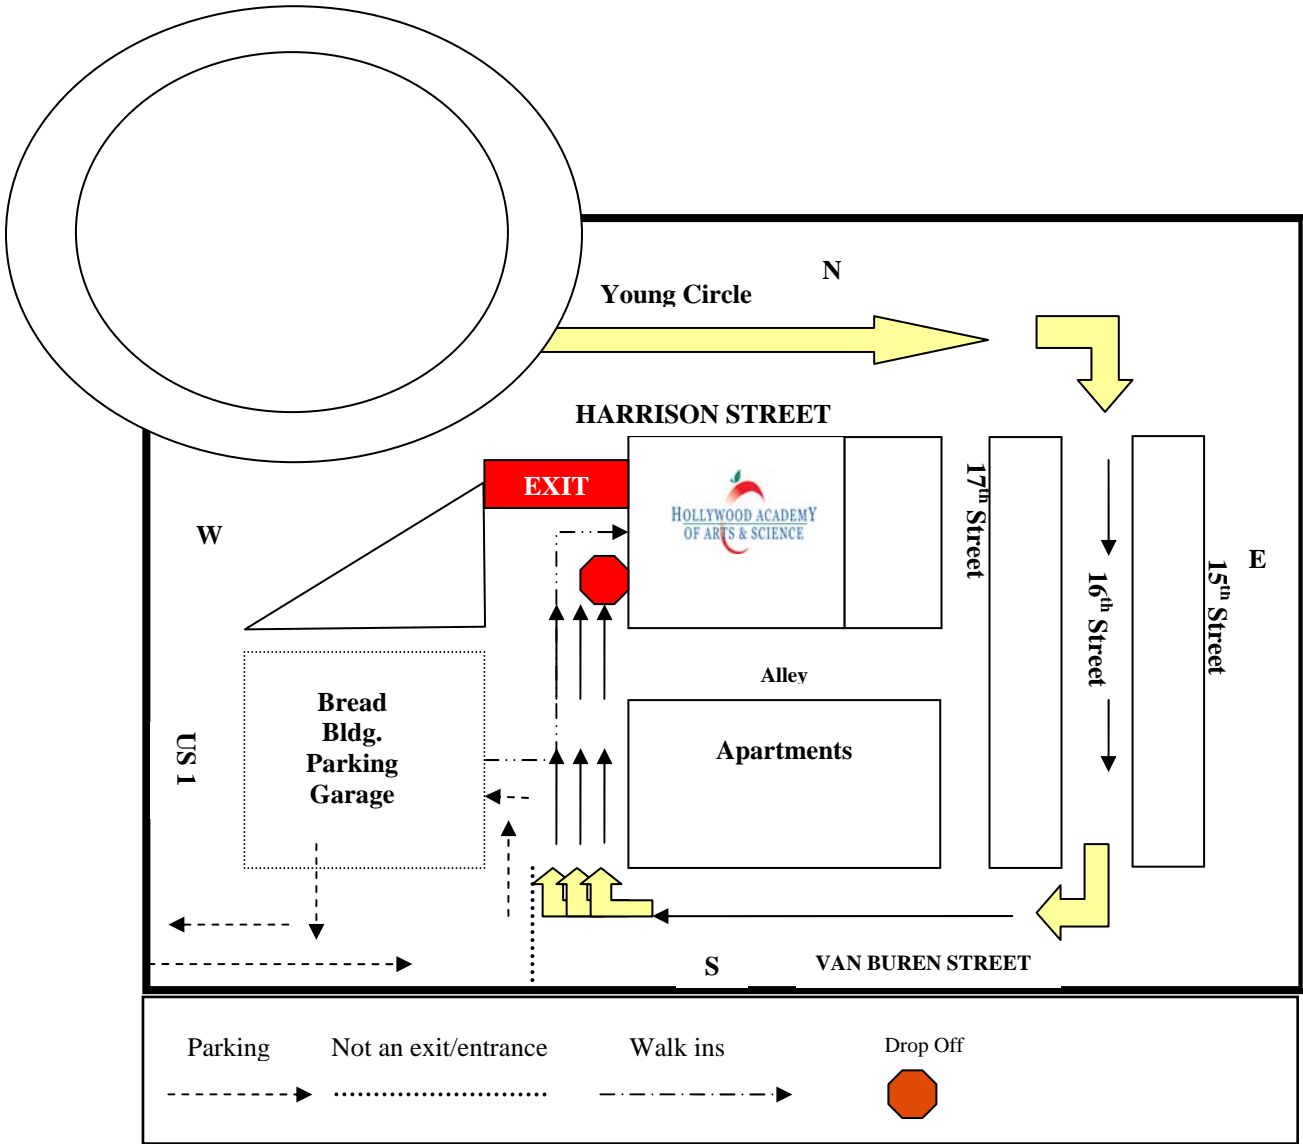 N
Young Circle
HARRISON STREET
EXIT
HOLLYWOOD ACADEMY
OF ARTS & SCIENCE
W
17th Street
E
16th Street
15th Street
Alley
Bread
Bldg.
Parking
Garage
US 1
Apartments
S
VAN BUREN STREET
Parking
Not an exit/entrance
Walk ins
Drop Off